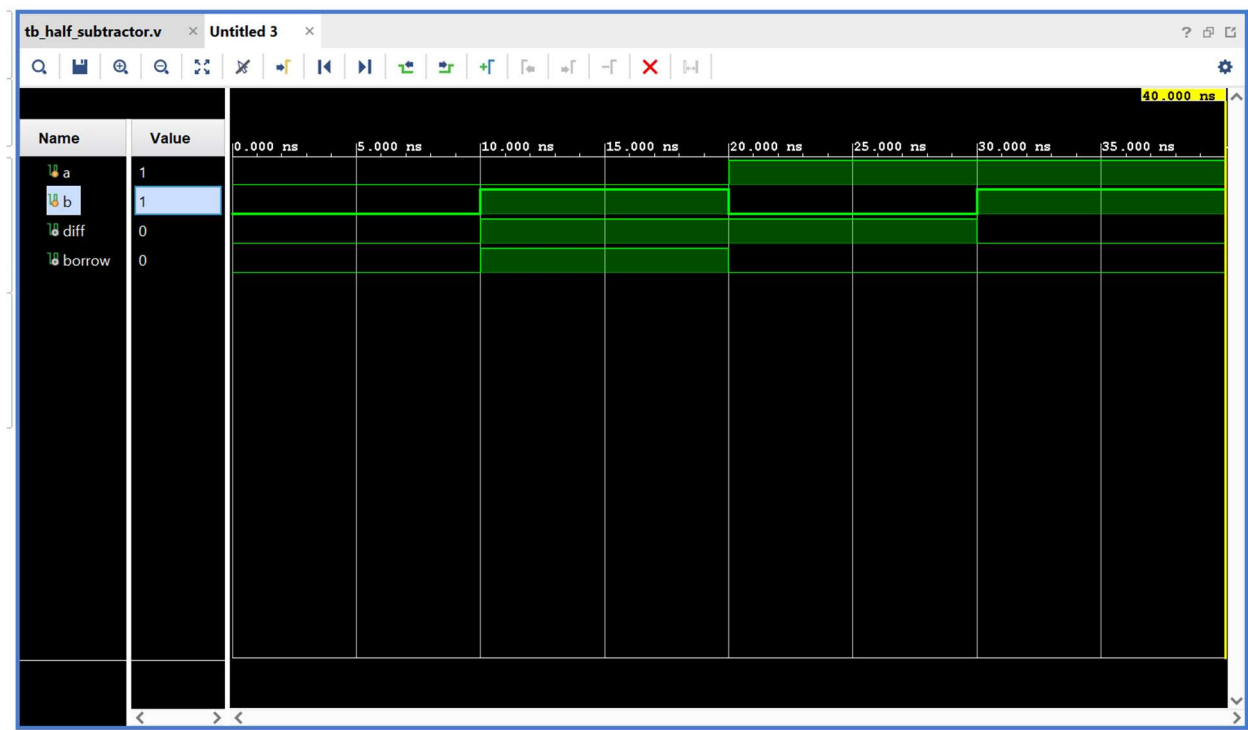 tb_half_subtractor.v × Untitled 3 × ?
40.000 ns
Name Value
0.000 ns 5.000 ns 10.000 ns 15.000 ns 20.000 ns 25.000 ns 30.000 ns 35.000 ns
a 1
b 1
diff 0
borrow 0